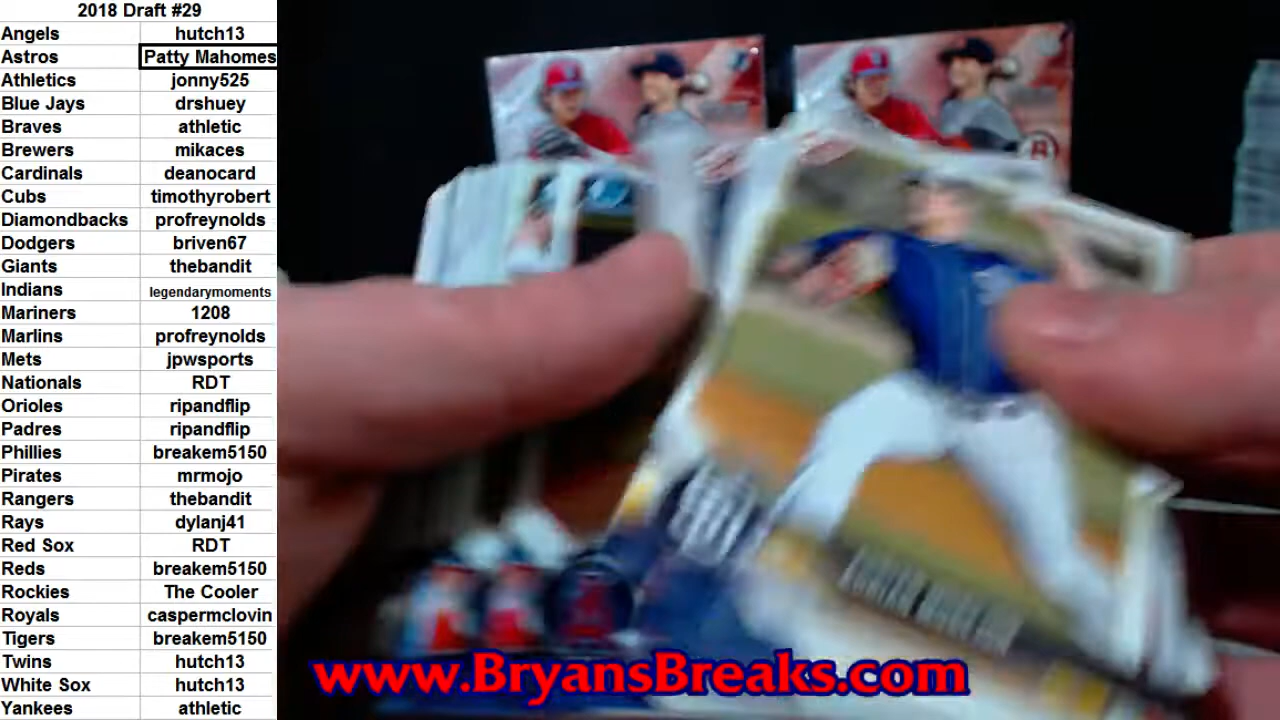 2018 Draft #29
Angels hutch13
Astros Patty Mahomes
Athletics jonny525
Blue Jays drshuey
Braves athletic
Brewers mikaces
Cardinals deanocard
Cubs timothyrobert
Diamondbacks profreynolds
Dodgers briven67
Giants thebandit
Indians legendarymoments
Mariners 1208
Marlins profreynolds
Mets jpwsports
Nationals RDT
Orioles ripandflip
Padres ripandflip
Phillies breakem5150
Pirates mrmojo
Rangers thebandit
Rays dylanj41
Red Sox RDT
Reds breakem5150
Rockies The Cooler
Royals caspermclovin
Tigers breakem5150
Twins hutch13
White Sox hutch13
Yankees athletic
www.BryansBreaks.com